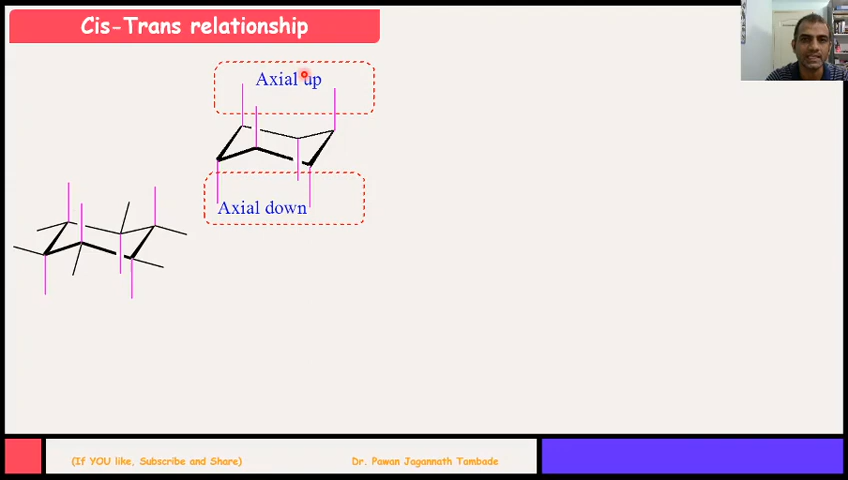 Cis-Trans relationship
Axial up
Axial down
(If YOU like, Subscribe and Share)
Dr. Pawan Jagannath Tambade